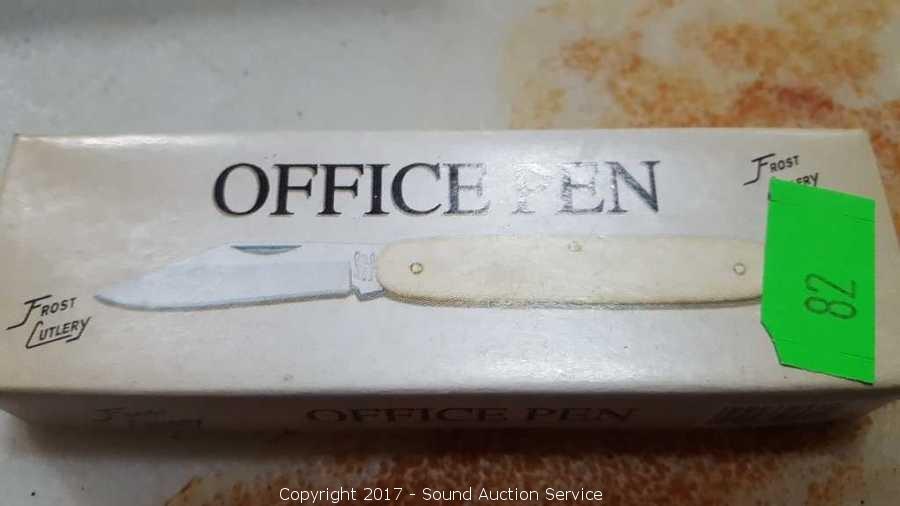 OFFICE PEN
FROST
CUTLERY
FROST
CUTLERY
82
OFFICE PEN
Copyright 2017 - Sound Auction Service